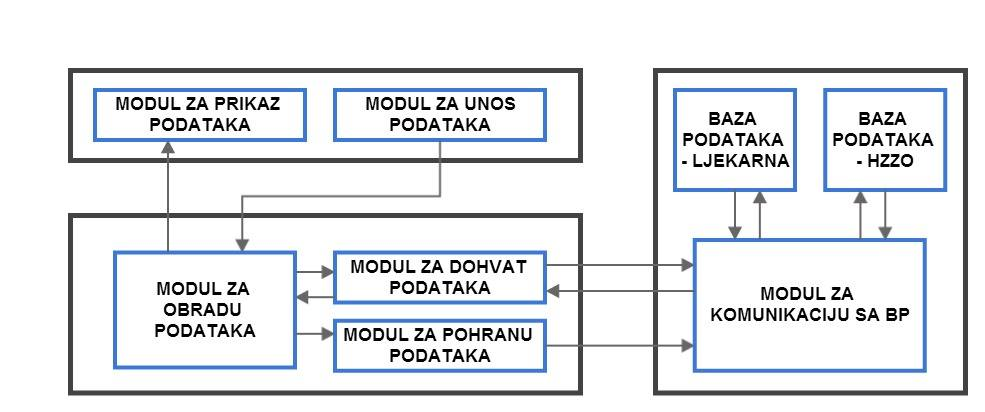 MODUL ZA PRIKAZ
PODATAKA
MODUL ZA UNOS
PODATAKA
BAZA
PODATAKA
- LJEKARNA
BAZA
PODATAKA
- HZZO
MODUL ZA
OBRADU
PODATAKA
MODUL ZA DOHVAT
PODATAKA
MODUL ZA POHRANU
PODATAKA
MODUL ZA
KOMUNIKACIJU SA BP